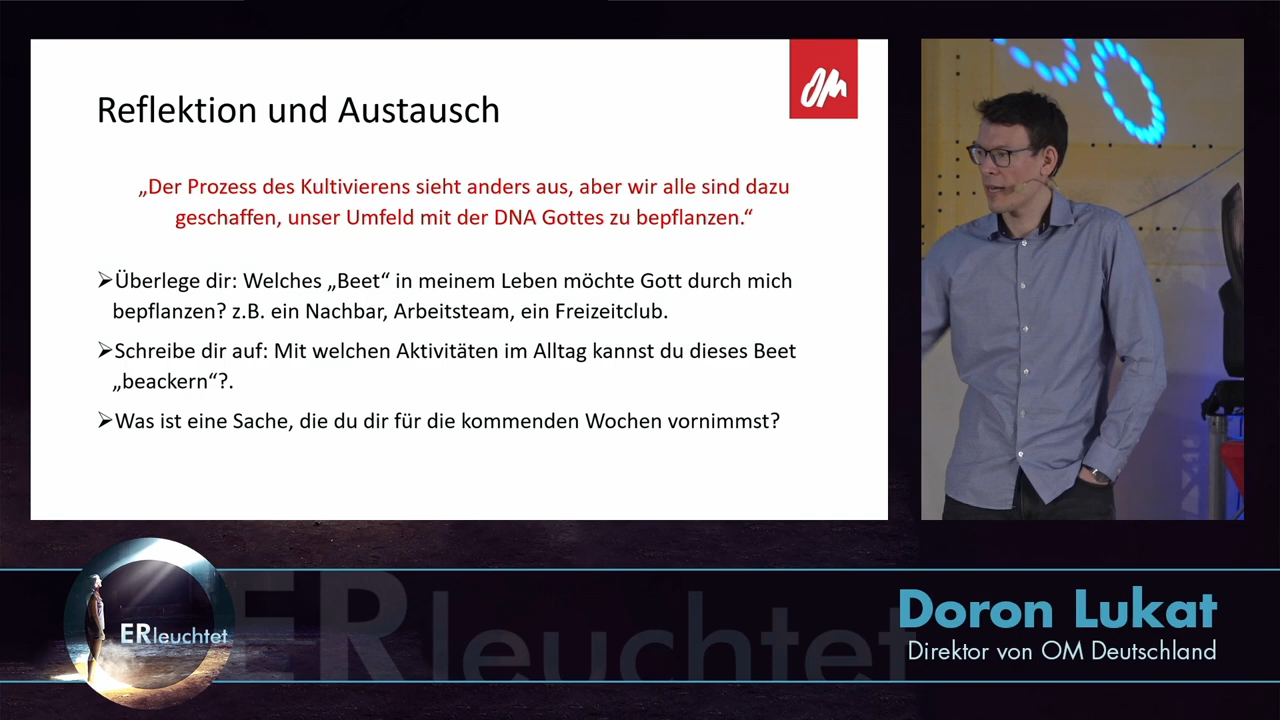 OM
Reflektion und Austausch
„Der Prozess des Kultivierens sieht anders aus, aber wir alle sind dazu
geschaffen, unser Umfeld mit der DNA Gottes zu bepflanzen.“
➢Überlege dir: Welches „Beet“ in meinem Leben möchte Gott durch mich
bepflanzen? z.B. ein Nachbar, Arbeitsteam, ein Freizeitclub.
➢Schreibe dir auf: Mit welchen Aktivitäten im Alltag kannst du dieses Beet
„beackern“?.
➢Was ist eine Sache, die du dir für die kommenden Wochen vornimmst?
ERleuchtet
ERleuchtet
Doron Lukat
Direktor von OM Deutschland